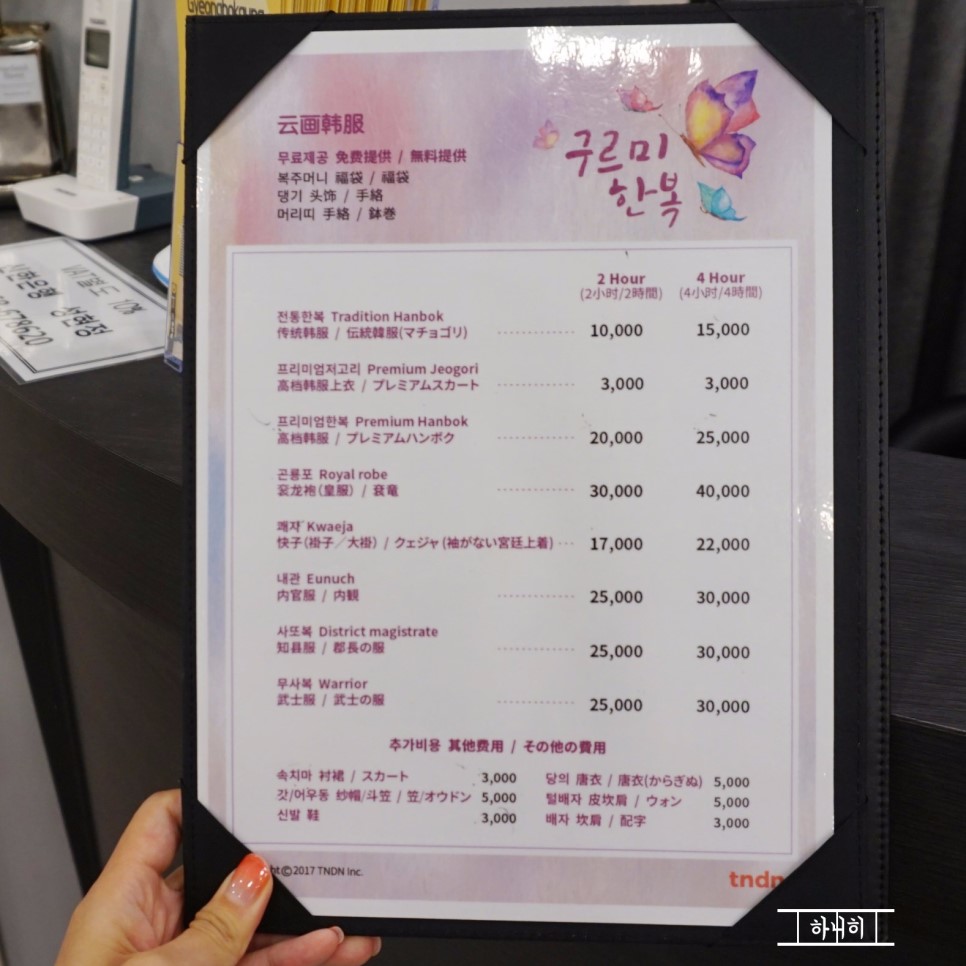 Gyeongbokgung
云画韩服
무료제공 免费提供 / 無料提供
복주머니 福袋 / 福袋
댕기 头饰 / 手絡
머리띠 手絡 / 鉢巻
구르미
한복
2 Hour 4 Hour
(2小时/2時間) (4小时/4時間)
전통한복 Tradition Hanbok
传统韩服 / 伝統韓服(マチョゴリ) 10,000 15,000
프리미엄저고리 Premium Jeogori
高档韩服上衣 / プレミアムスカート 3,000 3,000
프리미엄한복 Premium Hanbok
高档韩服 / プレミアムハンボク 20,000 25,000
곤룡포 Royal robe
衮龙袍(皇服) / 袞竜 30,000 40,000
쾌자 Kwaeja
快子(褂子／大褂) / クェジャ(袖がない宮廷上着) 17,000 22,000
내관 Eunuch
内官服 / 内観 25,000 30,000
사또복 District magistrate
知县服 / 郡長の服 25,000 30,000
무사복 Warrior
武士服 / 武士の服 25,000 30,000
추가비용 其他费用 / その他の費用
속치마 衬裙 / スカート 3,000 당의 唐衣 / 唐衣(からぎぬ) 5,000
갓/어우동 纱帽/斗笠 / 笠/オウドン 5,000 털배자 皮坎肩 / ウォン 5,000
신발 鞋 3,000 배자 坎肩 / 配字 3,000
©2017 TNDN Inc.
tndn
VAT별도 10%
신한은행
678620
하내히